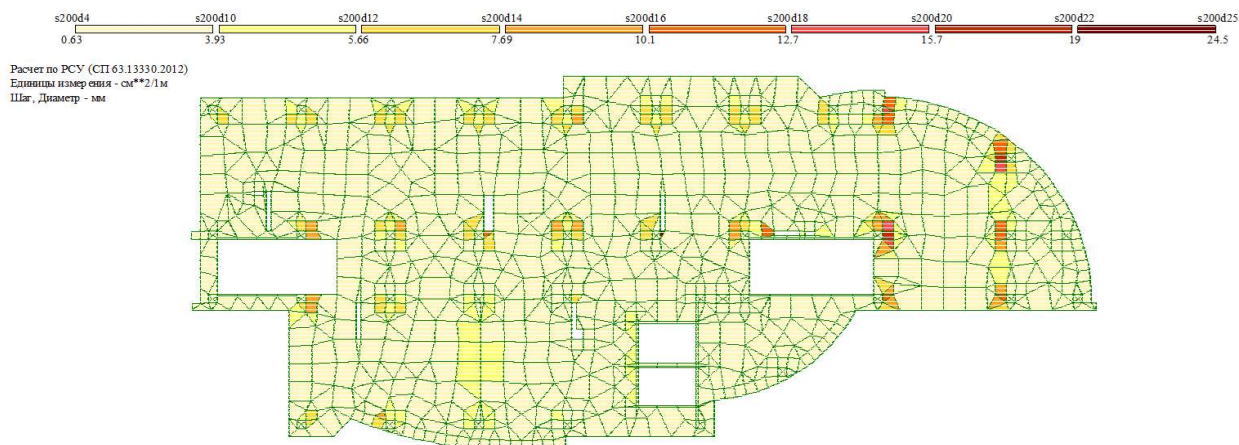 s200d4 s200d10 s200d12 s200d14 s200d16 s200d18 s200d20 s200d22 s200d25
0.63 3.93 5.66 7.69 10.1 12.7 15.7 19 24.5
Расчет по РСУ (СП 63.13330.2012)
Единицы измерения - см**2/1м
Шаг, Диаметр - мм